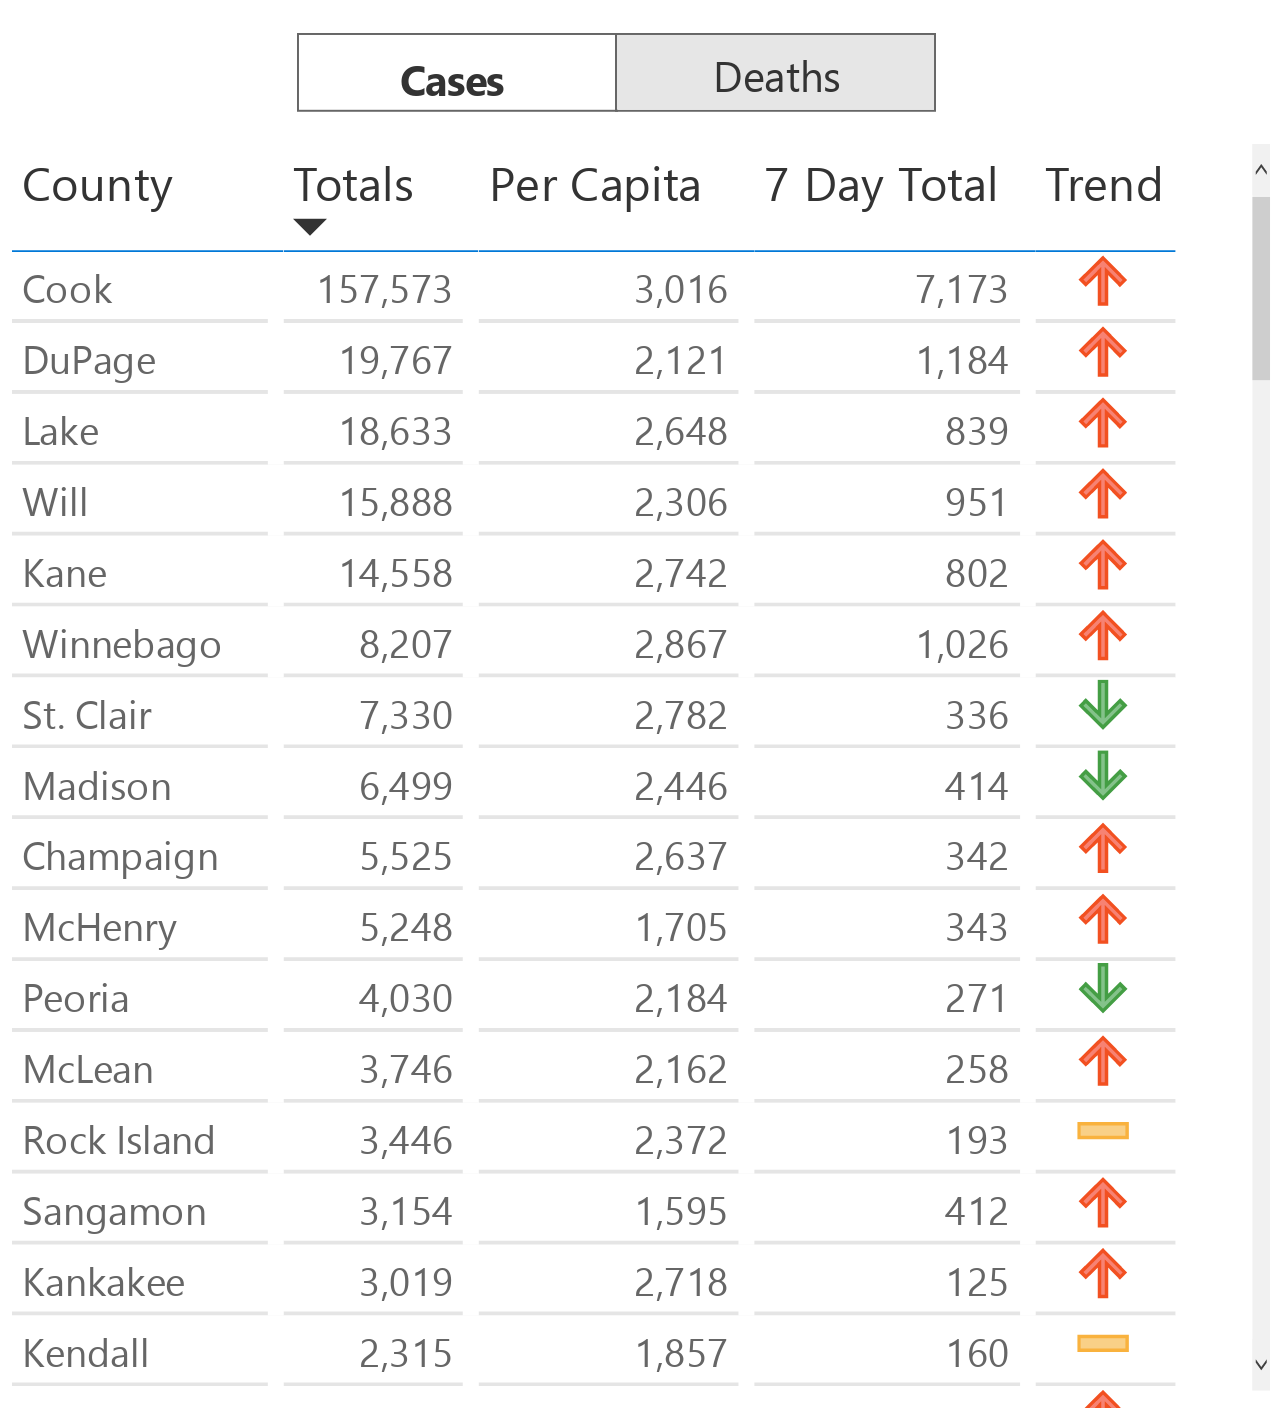 Cases Deaths
County Totals Per Capita 7 Day Total Trend
Cook 157,573 3,016 7,173
DuPage 19,767 2,121 1,184
Lake 18,633 2,648 839
Will 15,888 2,306 951
Kane 14,558 2,742 802
Winnebago 8,207 2,867 1,026
St. Clair 7,330 2,782 336
Madison 6,499 2,446 414
Champaign 5,525 2,637 342
McHenry 5,248 1,705 343
Peoria 4,030 2,184 271
McLean 3,746 2,162 258
Rock Island 3,446 2,372 193
Sangamon 3,154 1,595 412
Kankakee 3,019 2,718 125
Kendall 2,315 1,857 160